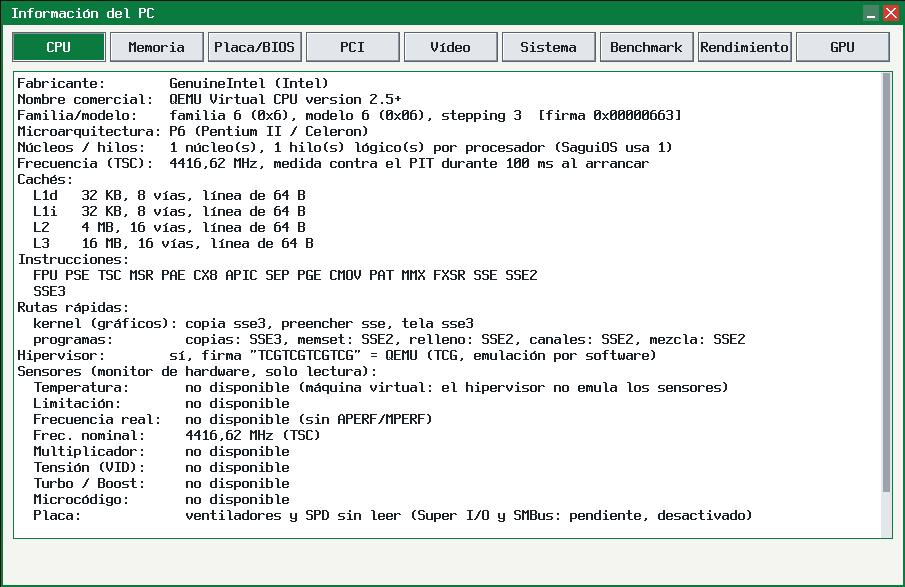 Información del PC
CPU Memoria Placa/BIOS PCI Vídeo Sistema Benchmark Rendimiento GPU
Fabricante: GenuineIntel (Intel)
Nombre comercial: QEMU Virtual CPU version 2.5+
Familia/modelo: familia 6 (0x6), modelo 6 (0x06), stepping 3 [firma 0x00000663]
Microarquitectura: P6 (Pentium II / Celeron)
Núcleos / hilos: 1 núcleo(s), 1 hilo(s) lógico(s) por procesador (SaguiOS usa 1)
Frecuencia (TSC): 4416,62 MHz, medida contra el PIT durante 100 ms al arrancar
Cachés:
L1d 32 KB, 8 vías, línea de 64 B
L1i 32 KB, 8 vías, línea de 64 B
L2 4 MB, 16 vías, línea de 64 B
L3 16 MB, 16 vías, línea de 64 B
Instrucciones:
FPU PSE TSC MSR PAE CX8 APIC SEP PGE CMOV PAT MMX FXSR SSE SSE2
SSE3
Rutas rápidas:
kernel (gráficos): copia sse3, preencher sse, tela sse3
programas: copias: SSE3, memset: SSE2, relleno: SSE2, canales: SSE2, mezcla: SSE2
Hipervisor: sí, firma "TCGTCGTCGTCG" = QEMU (TCG, emulación por software)
Sensores (monitor de hardware, solo lectura):
Temperatura: no disponible (máquina virtual: el hipervisor no emula los sensores)
Limitación: no disponible
Frecuencia real: no disponible (sin APERF/MPERF)
Frec. nominal: 4416,62 MHz (TSC)
Multiplicador: no disponible
Tensión (VID): no disponible
Turbo / Boost: no disponible
Microcódigo: no disponible
Placa: ventiladores y SPD sin leer (Super I/O y SMBus: pendiente, desactivado)